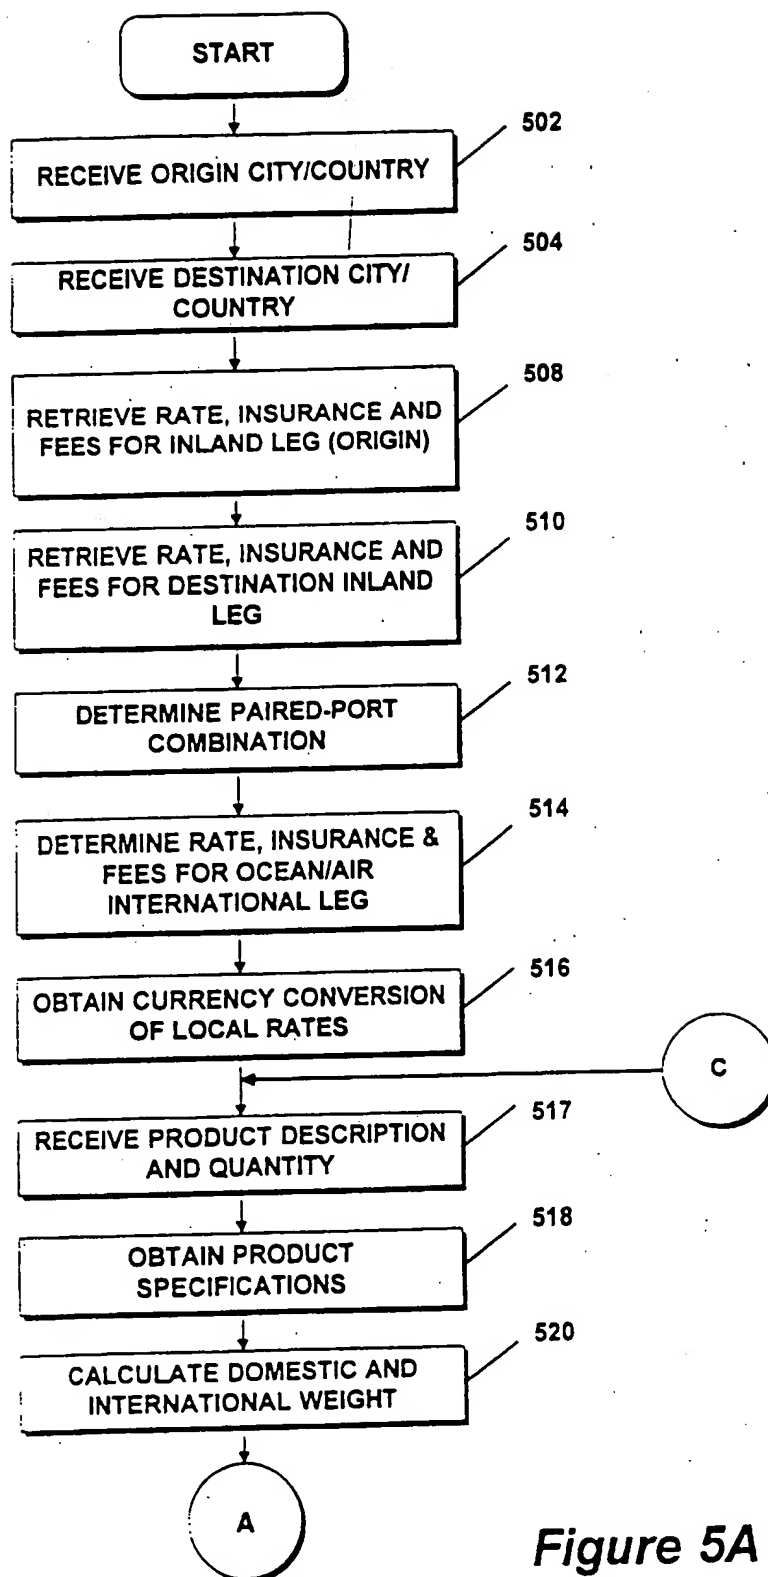 START
502
RECEIVE ORIGIN CITY/COUNTRY
504
RECEIVE DESTINATION CITY/
COUNTRY
508
RETRIEVE RATE, INSURANCE AND
FEES FOR INLAND LEG (ORIGIN)
510
RETRIEVE RATE, INSURANCE AND
FEES FOR DESTINATION INLAND
LEG
512
DETERMINE PAIRED-PORT
COMBINATION
514
DETERMINE RATE, INSURANCE &
FEES FOR OCEAN/AIR
INTERNATIONAL LEG
516
OBTAIN CURRENCY CONVERSION
OF LOCAL RATES
C
517
RECEIVE PRODUCT DESCRIPTION
AND QUANTITY
518
OBTAIN PRODUCT
SPECIFICATIONS
520
CALCULATE DOMESTIC AND
INTERNATIONAL WEIGHT
A
Figure 5A